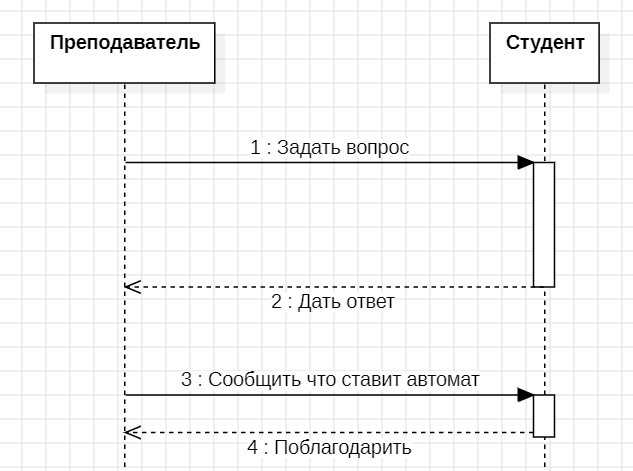 Преподаватель
Студент
1 : Задать вопрос
2 : Дать ответ
3 : Сообщить что ставит автомат
4 : Поблагодарить